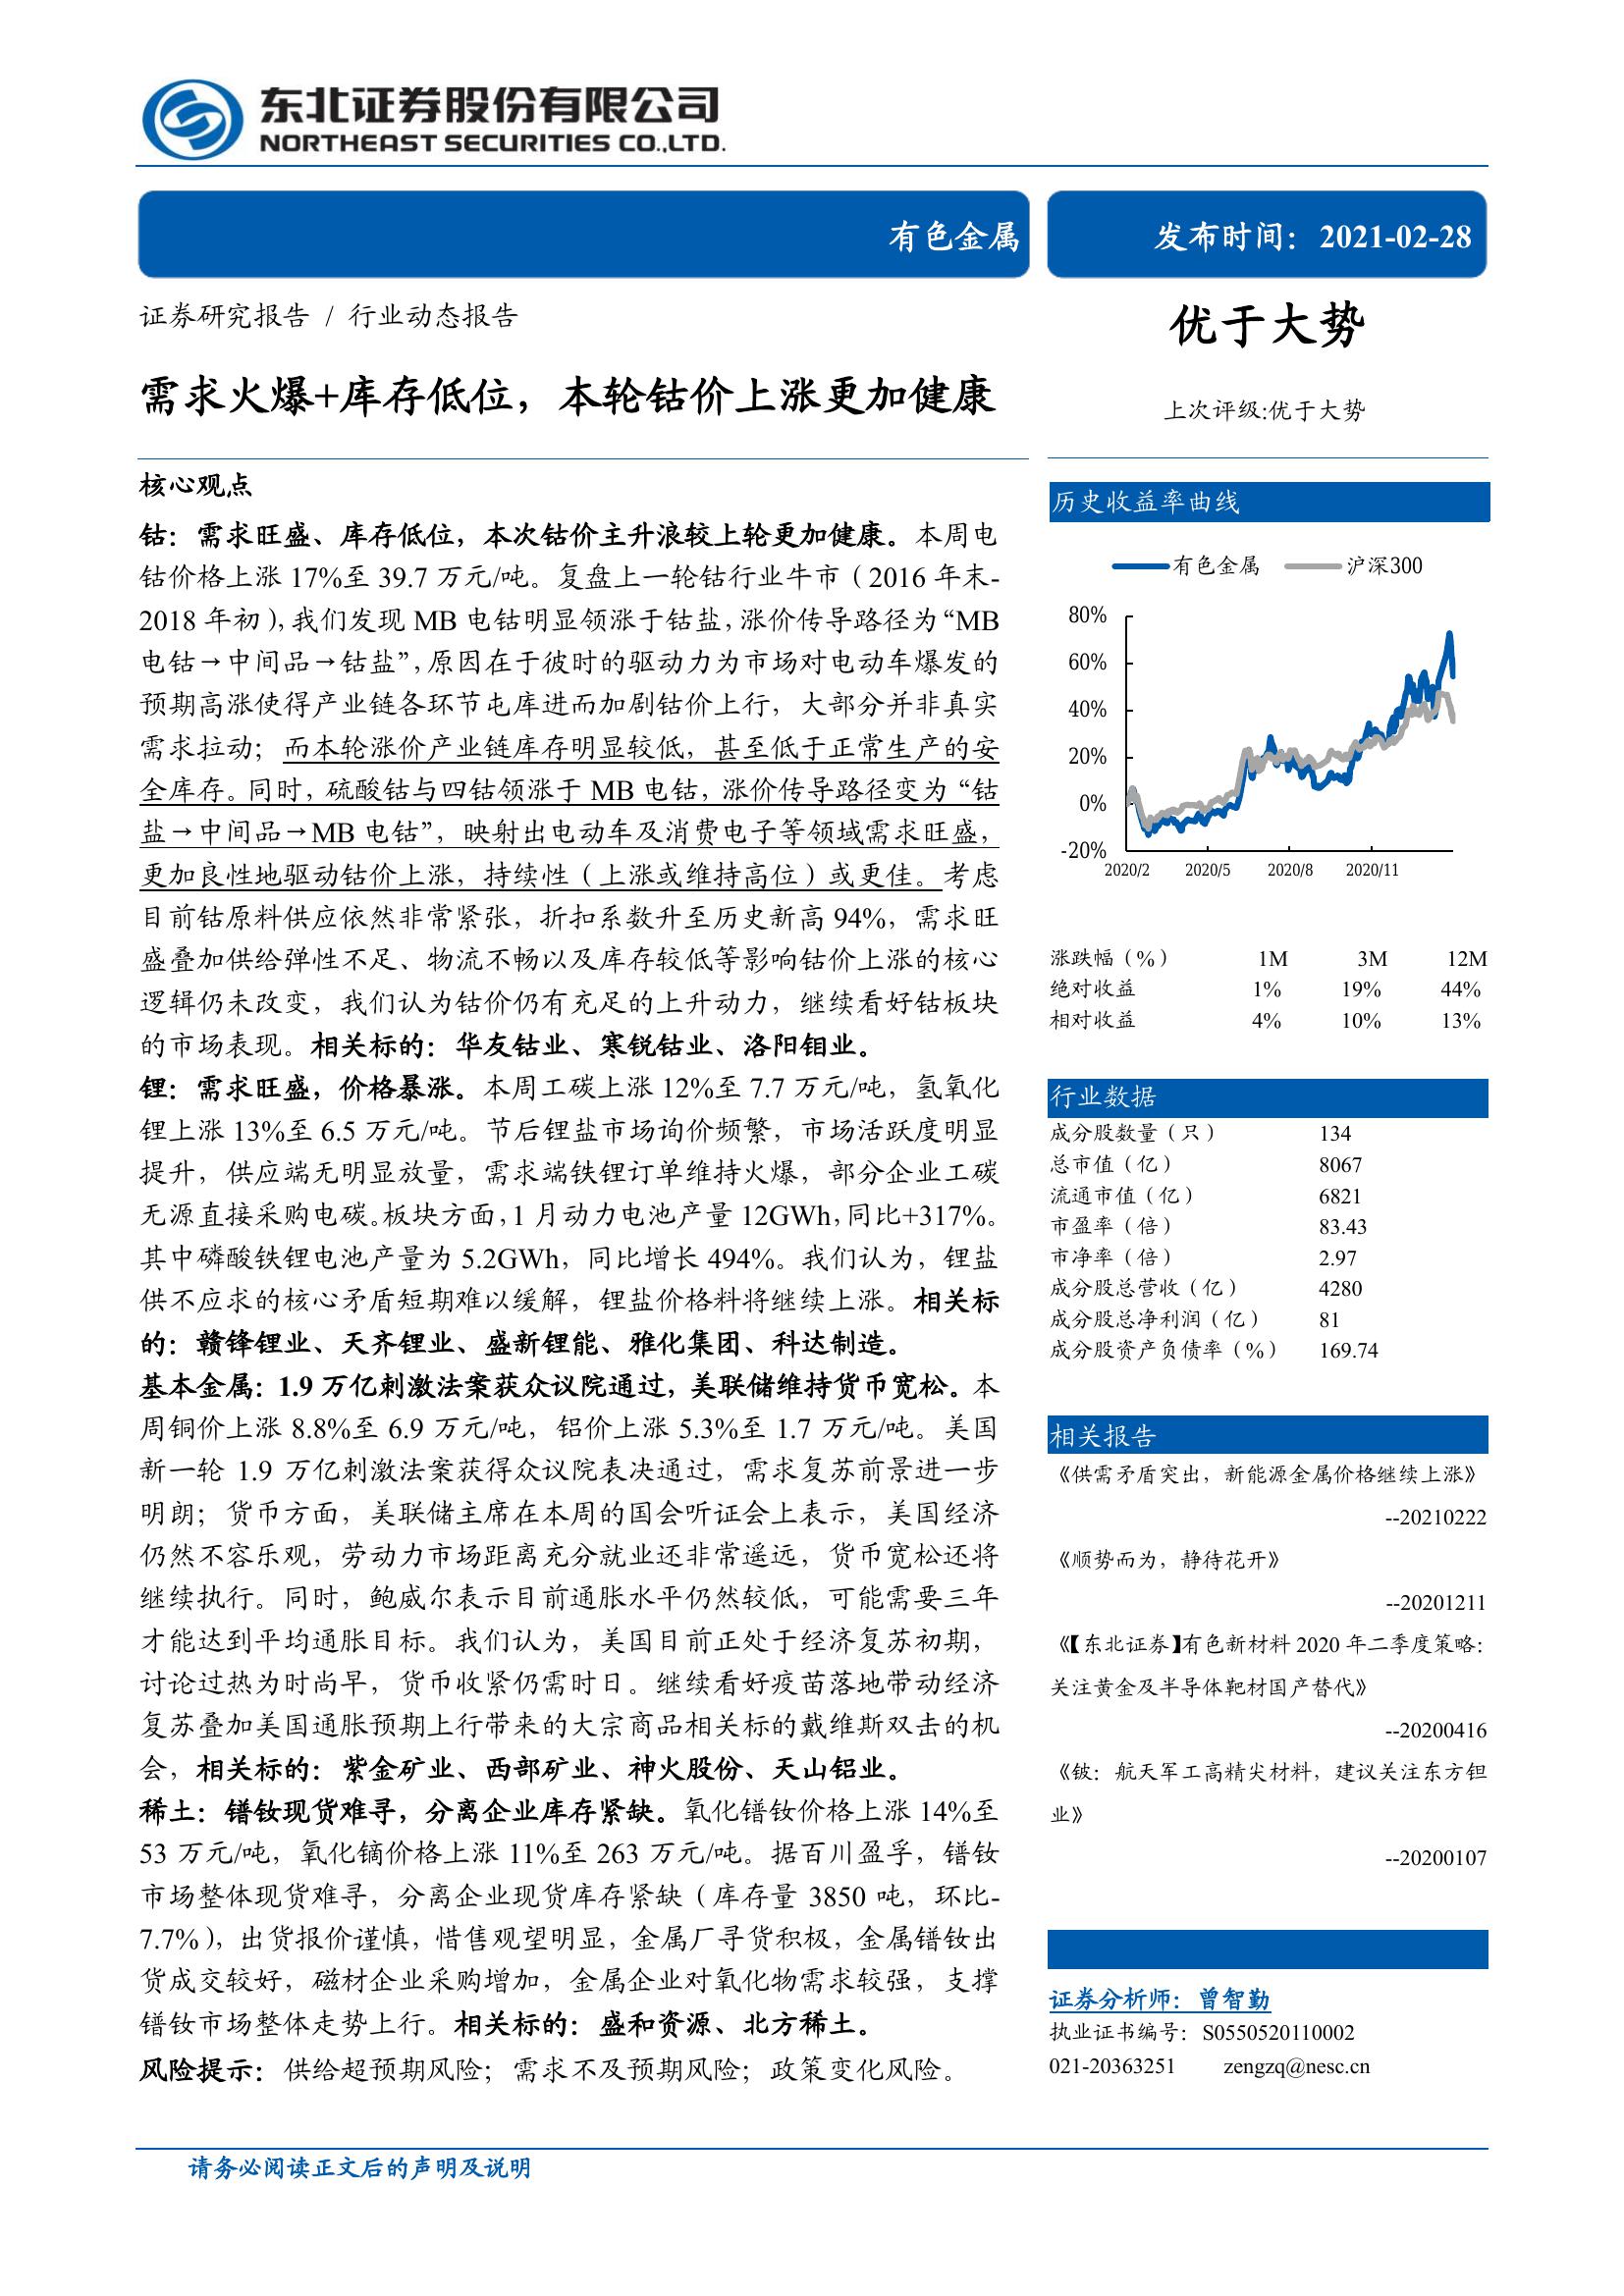 东北证券股份有限公司
NORTHEAST SECURITIES CO.,LTD.
有色金属
发布时间：2021-02-28
证券研究报告 / 行业动态报告
需求火爆+库存低位，本轮钴价上涨更加健康
核心观点
钴：需求旺盛、库存低位，本次钴价主升浪较上轮更加健康。本周电
钴价格上涨 17%至 39.7 万元/吨。复盘上一轮钴行业牛市（2016 年末-
2018 年初），我们发现 MB 电钴明显领涨于钴盐，涨价传导路径为“MB
电钴→中间品→钴盐”，原因在于彼时的驱动力为市场对电动车爆发的
预期高涨使得产业链各环节屯库进而加剧钴价上行，大部分并非真实
需求拉动；而本轮涨价产业链库存明显较低，甚至低于正常生产的安
全库存。同时，硫酸钴与四钴领涨于 MB 电钴，涨价传导路径变为“钴
盐→中间品→MB 电钴”，映射出电动车及消费电子等领域需求旺盛，
更加良性地驱动钴价上涨，持续性（上涨或维持高位）或更佳。考虑
目前钴原料供应依然非常紧张，折扣系数升至历史新高 94%，需求旺
盛叠加供给弹性不足、物流不畅以及库存较低等影响钴价上涨的核心
逻辑仍未改变，我们认为钴价仍有充足的上升动力，继续看好钴板块
的市场表现。相关标的：华友钴业、寒锐钴业、洛阳钼业。
锂：需求旺盛，价格暴涨。本周工碳上涨 12%至 7.7 万元/吨，氢氧化
锂上涨 13%至 6.5 万元/吨。节后锂盐市场询价频繁，市场活跃度明显
提升，供应端无明显放量，需求端铁锂订单维持火爆，部分企业工碳
无源直接采购电碳。板块方面，1 月动力电池产量 12GWh，同比+317%。
其中磷酸铁锂电池产量为 5.2GWh，同比增长 494%。我们认为，锂盐
供不应求的核心矛盾短期难以缓解，锂盐价格料将继续上涨。相关标
的：赣锋锂业、天齐锂业、盛新锂能、雅化集团、科达制造。
基本金属：1.9 万亿刺激法案获众议院通过，美联储维持货币宽松。本
周铜价上涨 8.8%至 6.9 万元/吨，铝价上涨 5.3%至 1.7 万元/吨。美国
新一轮 1.9 万亿刺激法案获得众议院表决通过，需求复苏前景进一步
明朗；货币方面，美联储主席在本周的国会听证会上表示，美国经济
仍然不容乐观，劳动力市场距离充分就业还非常遥远，货币宽松还将
继续执行。同时，鲍威尔表示目前通胀水平仍然较低，可能需要三年
才能达到平均通胀目标。我们认为，美国目前正处于经济复苏初期，
讨论过热为时尚早，货币收紧仍需时日。继续看好疫苗落地带动经济
复苏叠加美国通胀预期上行带来的大宗商品相关标的戴维斯双击的机
会，相关标的：紫金矿业、西部矿业、神火股份、天山铝业。
稀土：镨钕现货难寻，分离企业库存紧缺。氧化镨钕价格上涨 14%至
53 万元/吨，氧化镝价格上涨 11%至 263 万元/吨。据百川盈孚，镨钕
市场整体现货难寻，分离企业现货库存紧缺（库存量 3850 吨，环比-
7.7%），出货报价谨慎，惜售观望明显，金属厂寻货积极，金属镨钕出
货成交较好，磁材企业采购增加，金属企业对氧化物需求较强，支撑
镨钕市场整体走势上行。相关标的：盛和资源、北方稀土。
风险提示：供给超预期风险；需求不及预期风险；政策变化风险。
优于大势
上次评级:优于大势
历史收益率曲线
有色金属 沪深300
80%
60%
40%
20%
0%
-20%
2020/2 2020/5 2020/8 2020/11
涨跌幅（%） 1M 3M 12M
绝对收益 1% 19% 44%
相对收益 4% 10% 13%
行业数据
成分股数量（只） 134
总市值（亿） 8067
流通市值（亿） 6821
市盈率（倍） 83.43
市净率（倍） 2.97
成分股总营收（亿） 4280
成分股总净利润（亿） 81
成分股资产负债率（%） 169.74
相关报告
《供需矛盾突出，新能源金属价格继续上涨》
--20210222
《顺势而为，静待花开》
--20201211
《【东北证券】有色新材料 2020 年二季度策略：
关注黄金及半导体靶材国产替代》
--20200416
《铍：航天军工高精尖材料，建议关注东方钽
业》
--20200107
证券分析师：曾智勤
执业证书编号：S0550520110002
021-20363251 zengzq@nesc.cn
请务必阅读正文后的声明及说明